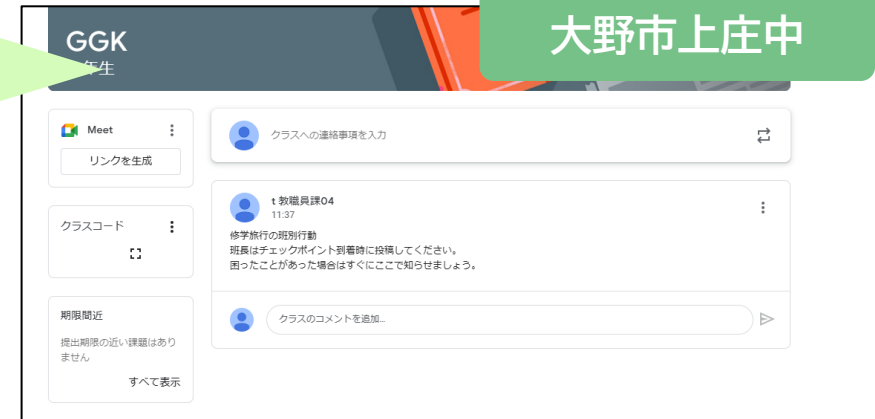 大野市上庄中
GGK
年生
Meet
リンクを生成
クラスコード
期限間近
提出期限の近い課題はあり
ません
すべて表示
クラスへの連絡事項を入力
t 教職員課04
11:37
修学旅行の班別行動
班長はチェックポイント到着時に投稿してください。
困ったことがあった場合はすぐにここで知らせましょう。
クラスのコメントを追加…